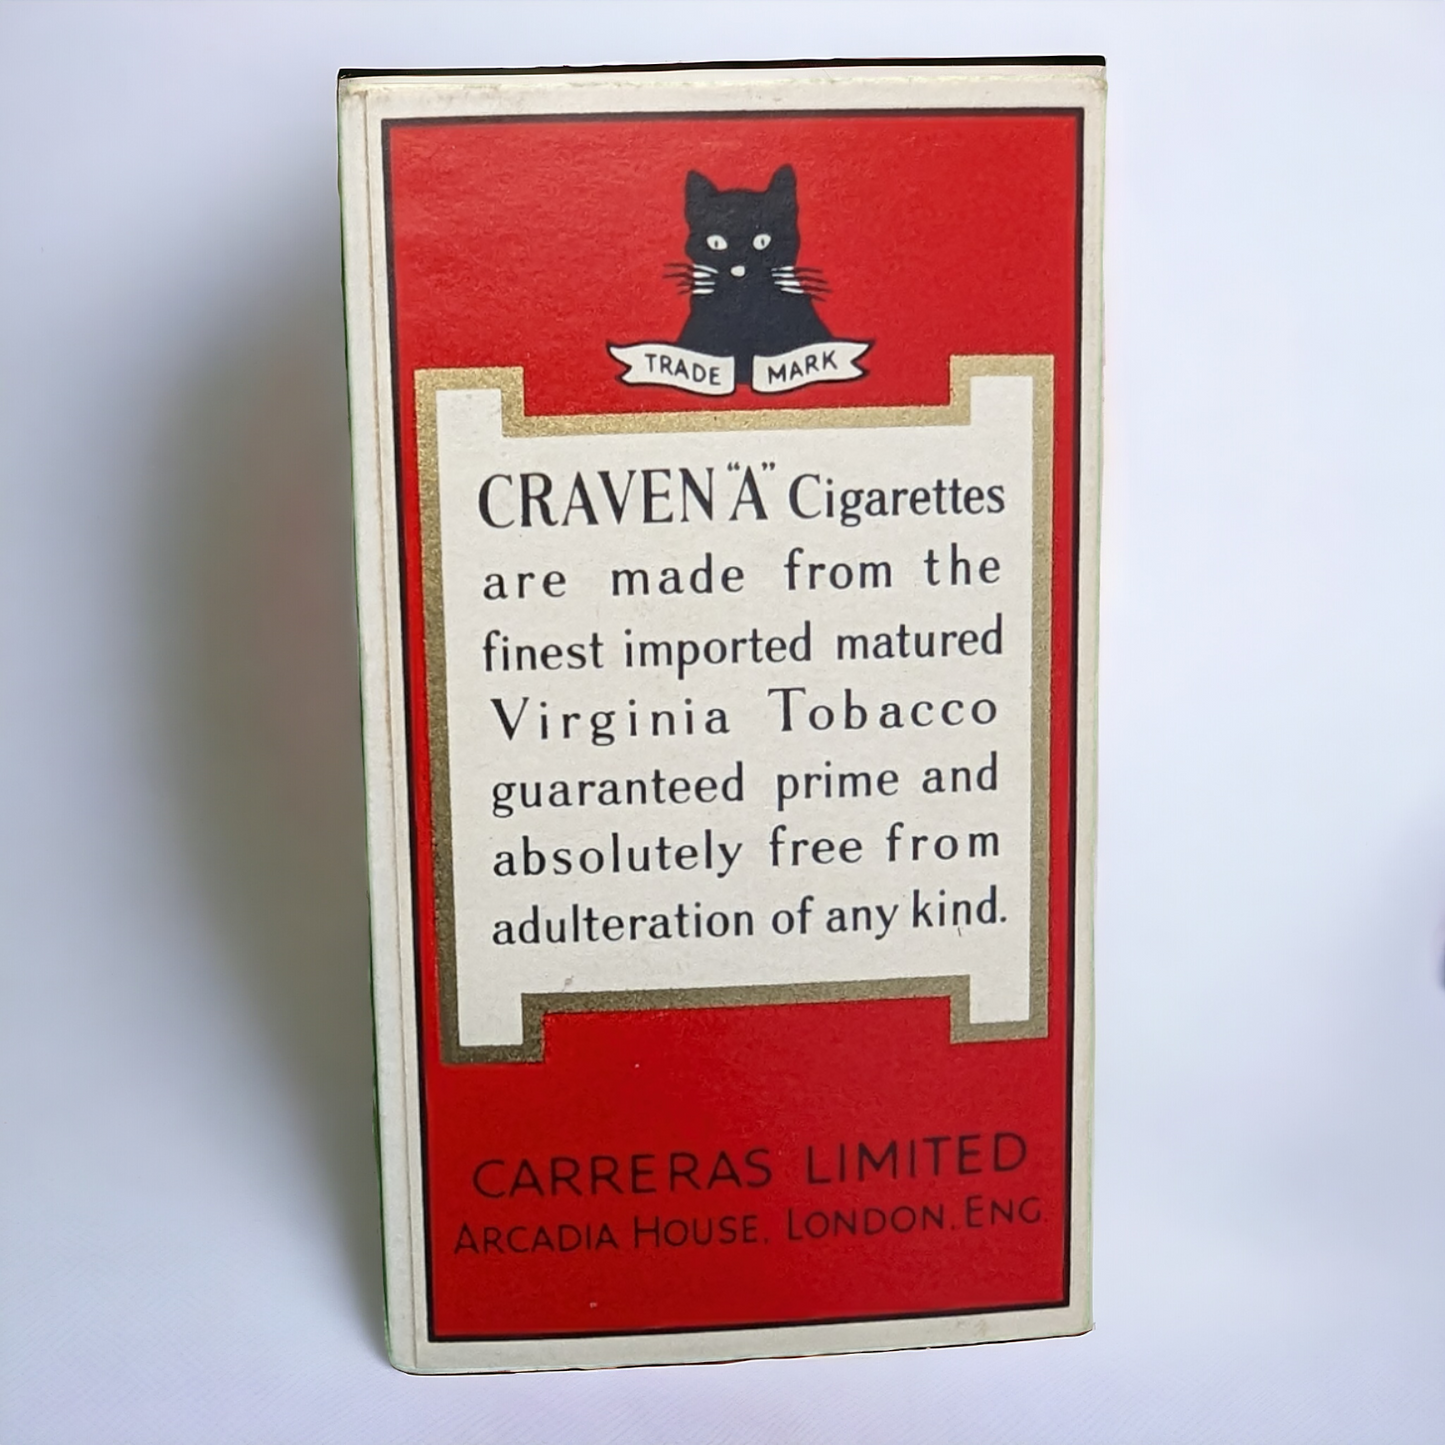 TRADE MARK
CRAVEN "A" Cigarettes
are made from the
finest imported matured
Virginia Tobacco
guaranteed prime and
absolutely free from
adulteration of any kind.
CARRERAS LIMITED
ARCADIA HOUSE, LONDON, ENG.